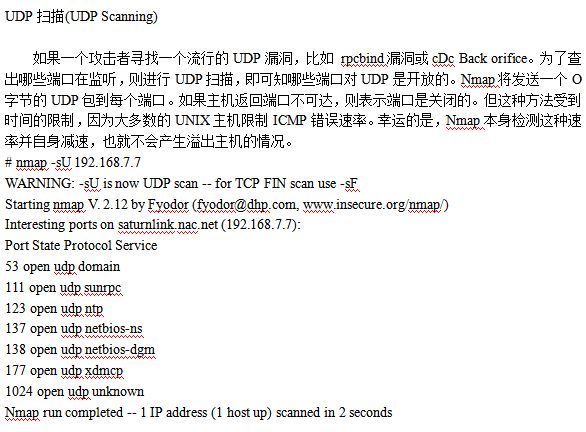 UDP 扫描(UDP Scanning)
如果一个攻击者寻找一个流行的 UDP 漏洞，比如 rpcbind 漏洞或 cDc Back orifice。为了查
出哪些端口在监听，则进行 UDP 扫描，即可知哪些端口对 UDP 是开放的。Nmap 将发送一个 O
字节的 UDP 包到每个端口。如果主机返回端口不可达，则表示端口是关闭的。但这种方法受到
时间的限制，因为大多数的 UNIX 主机限制 ICMP 错误速率。幸运的是，Nmap 本身检测这种速
率并自身减速，也就不会产生溢出主机的情况。
# nmap -sU 192.168.7.7
WARNING: -sU is now UDP scan -- for TCP FIN scan use -sF
Starting nmap V. 2.12 by Fyodor (fyodor@dhp.com, www.insecure.org/nmap/)
Interesting ports on saturnlink.nac.net (192.168.7.7):
Port State Protocol Service
53 open udp domain
111 open udp sunrpc
123 open udp ntp
137 open udp netbios-ns
138 open udp netbios-dgm
177 open udp xdmcp
1024 open udp unknown
Nmap run completed -- 1 IP address (1 host up) scanned in 2 seconds